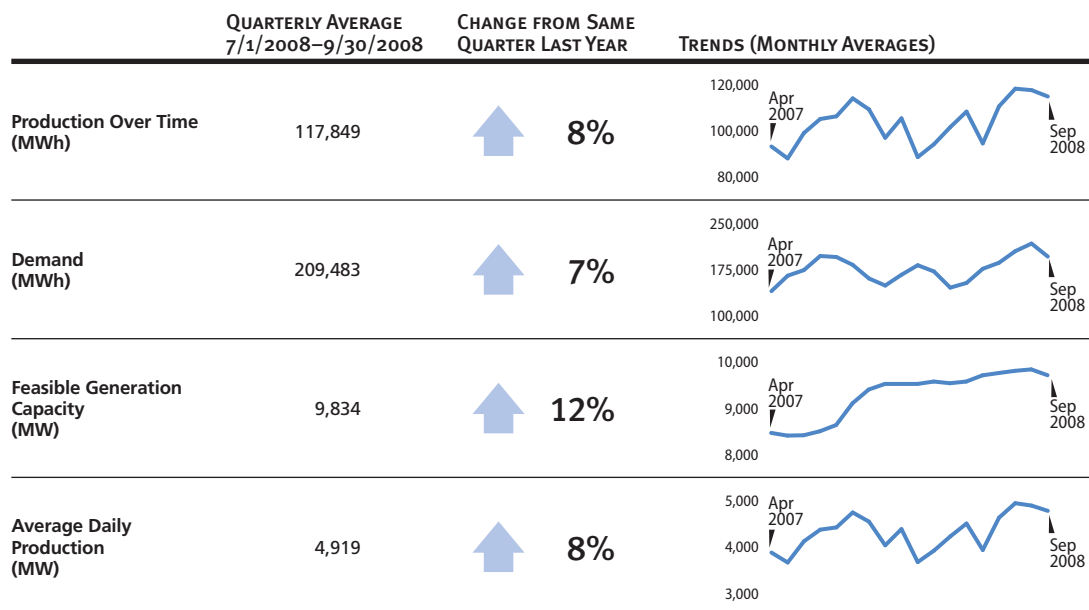 Quarterly Average
7/1/2008–9/30/2008
Change from Same
Quarter Last Year
Trends (Monthly Averages)
Production Over Time
(MWh)
117,849
8%
120,000
100,000
80,000
Apr
2007
Sep
2008
Demand
(MWh)
209,483
7%
250,000
175,000
100,000
Apr
2007
Sep
2008
Feasible Generation
Capacity
(MW)
9,834
12%
10,000
9,000
8,000
Apr
2007
Sep
2008
Average Daily
Production
(MW)
4,919
8%
5,000
4,000
3,000
Apr
2007
Sep
2008